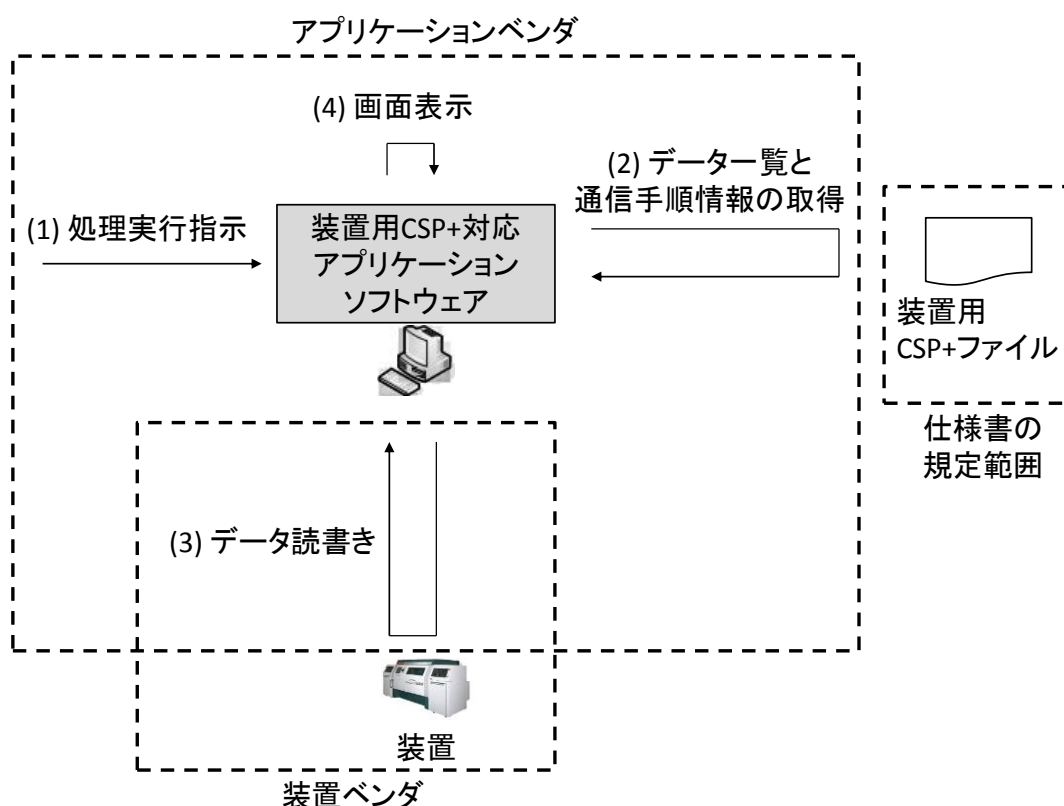 アプリケーションベンダ
(4) 画面表示
(2) データ一覧と
通信手順情報の取得
(1) 処理実行指示
装置用CSP+対応
アプリケーション
ソフトウェア
装置用
CSP+ファイル
仕様書の
規定範囲
(3) データ読書き
装置
装置ベンダ